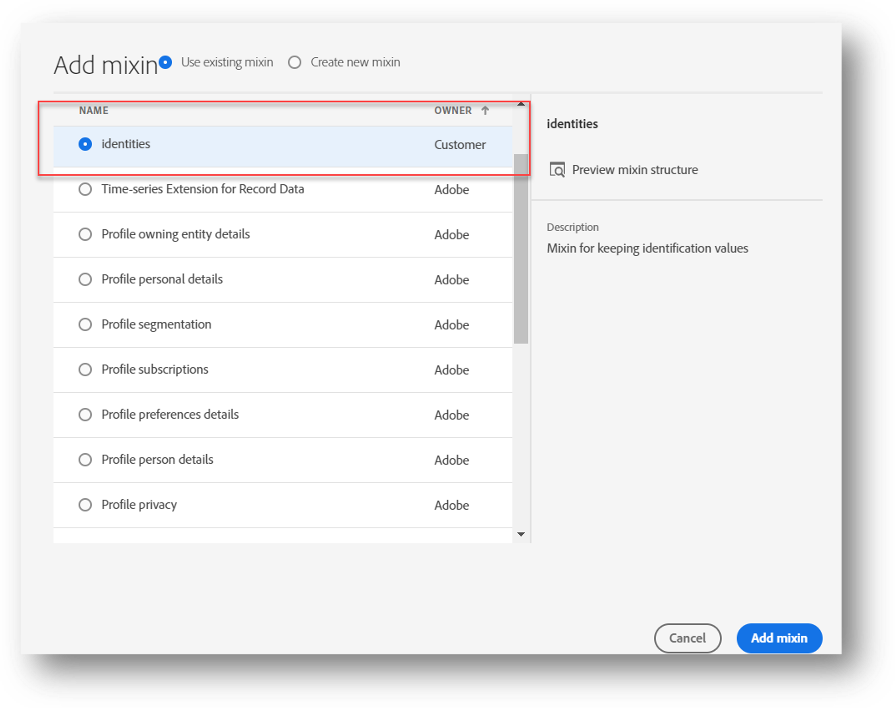 Add mixin Use existing mixin Create new mixin
NAME OWNER
identities Customer
Time-series Extension for Record Data Adobe
Profile owning entity details Adobe
Profile personal details Adobe
Profile segmentation Adobe
Profile subscriptions Adobe
Profile preferences details Adobe
Profile person details Adobe
Profile privacy Adobe
identities
Preview mixin structure
Description
Mixin for keeping identification values
Cancel Add mixin